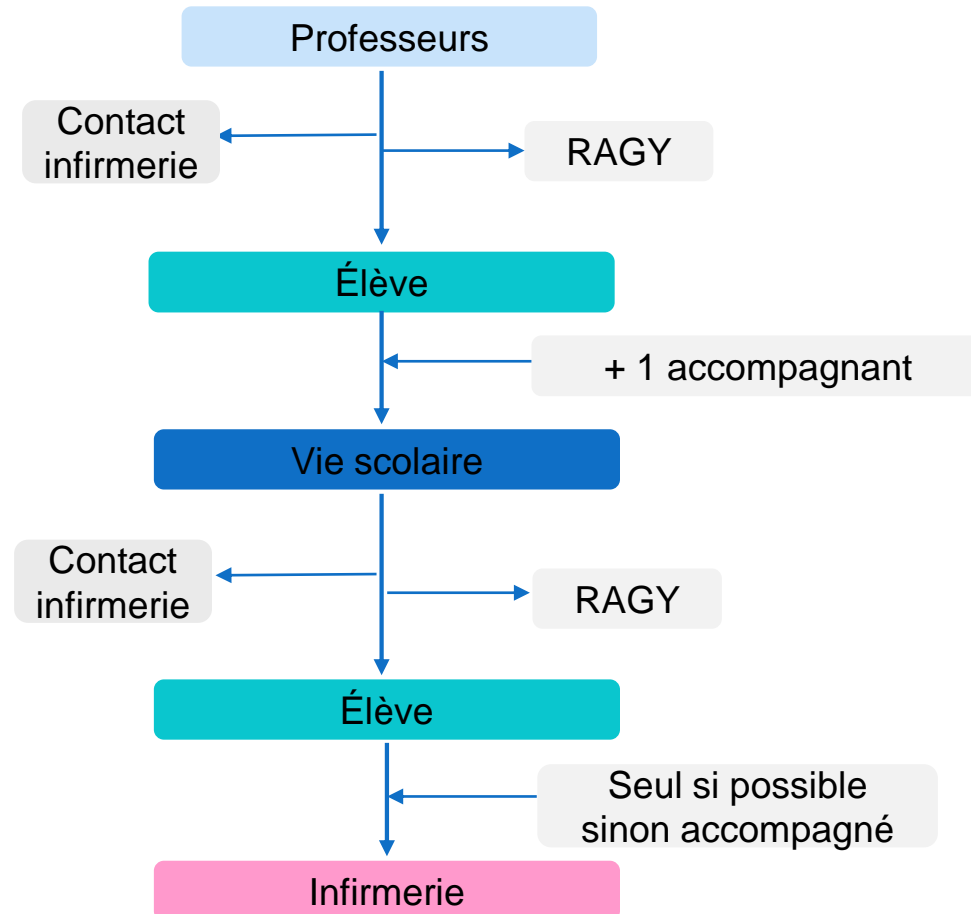 Professeurs
Contact
infirmerie
RAGY
Élève
+ 1 accompagnant
Vie scolaire
Contact
infirmerie
RAGY
Élève
Seul si possible
sinon accompagné
Infirmerie